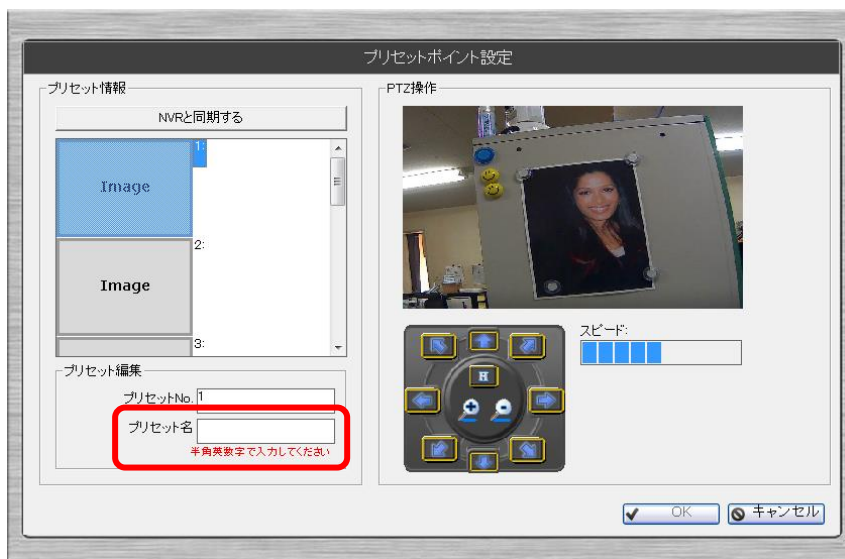 プリセットポイント設定
プリセット情報
NVRと同期する
Image
1:
Image
2:
3:
プリセット編集
プリセットNo. 1
プリセット名
半角英数字で入力してください
PTZ操作
スピード:
H
OK
キャンセル